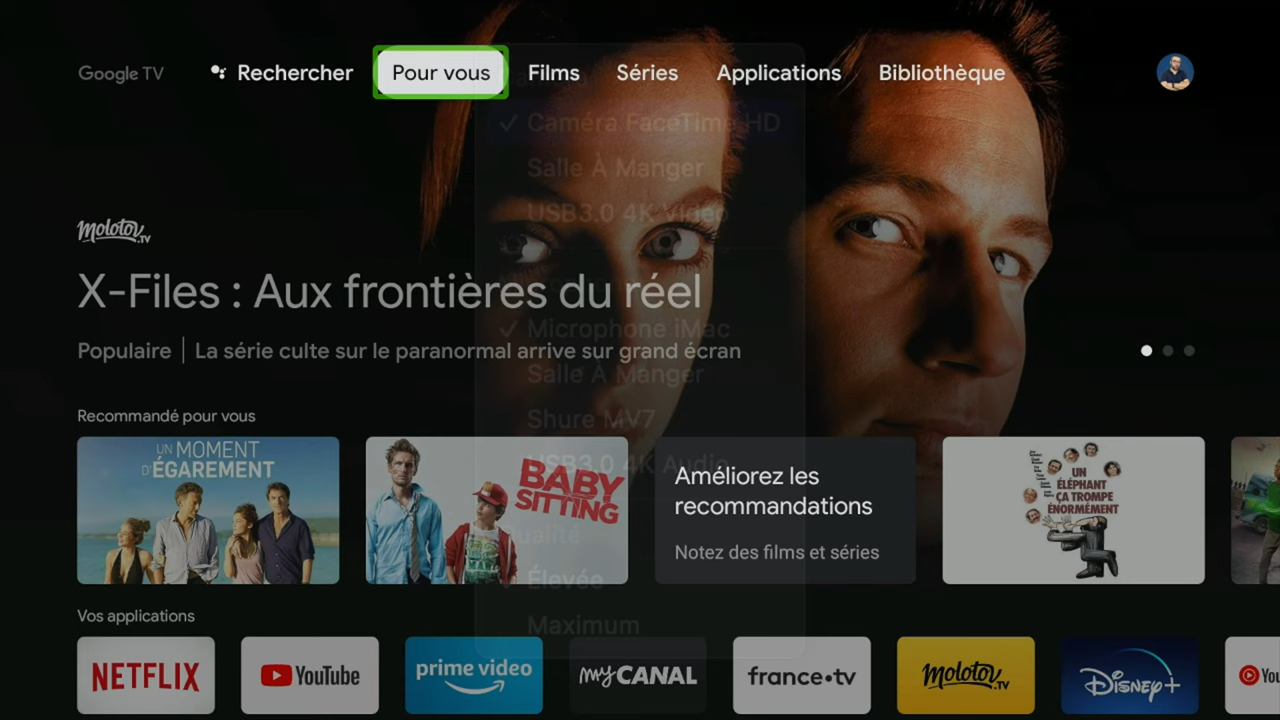 Google TV
Rechercher
Pour vous
Films
Séries
Applications
Bibliothèque
Caméra FaceTime HD
Salle À Manger
USB3.0 4K Video
molotov.tv
X-Files : Aux frontières du réel
Microphone iMac
Populaire | La série culte sur le paranormal arrive sur grand écran
Salle À Manger
Shure MV7
USB3.0 4K Audio
Qualité
Élevée
Maximum
Recommandé pour vous
UN MOMENT
D'ÉGAREMENT
BABY
SITTING
Améliorez les
recommandations
Notez des films et séries
UN
ÉLÉPHANT
ÇA TROMPE
ÉNORMÉMENT
Vos applications
NETFLIX
YouTube
prime video
myCANAL
france•tv
molotov.tv
Disney+
You